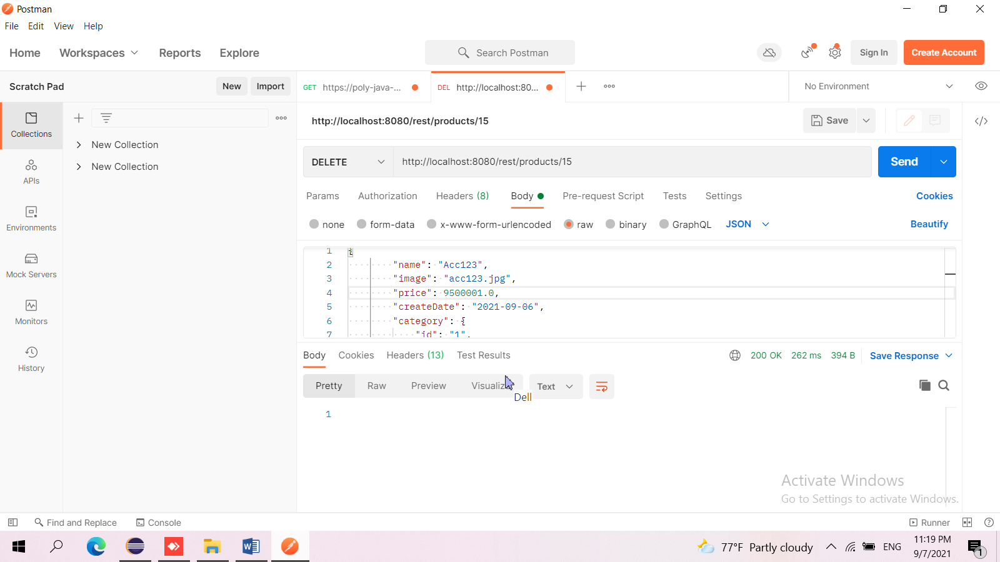 Postman
File Edit View Help
Home Workspaces Reports Explore Search Postman Sign In Create Account
Scratch Pad New Import GET https://poly-java-... DEL http://localhost:80... No Environment
http://localhost:8080/rest/products/15 Save
Collections
New Collection
New Collection
APIs
Environments
Mock Servers
Monitors
History
DELETE http://localhost:8080/rest/products/15 Send
Params Authorization Headers (8) Body Pre-request Script Tests Settings Cookies
none form-data x-www-form-urlencoded raw binary GraphQL JSON Beautify
1 {
2 "name": "Acc123",
3 "image": "acc123.jpg",
4 "price": 9500001.0,
5 "createDate": "2021-09-06",
6 "category": {
7 "id": "1",
Body Cookies Headers (13) Test Results 200 OK 262 ms 394 B Save Response
Pretty Raw Preview Visualiz Text
Dell
1
Activate Windows
Go to Settings to activate Windows.
Find and Replace Console Runner
77°F Partly cloudy ENG 11:19 PM
9/7/2021
1